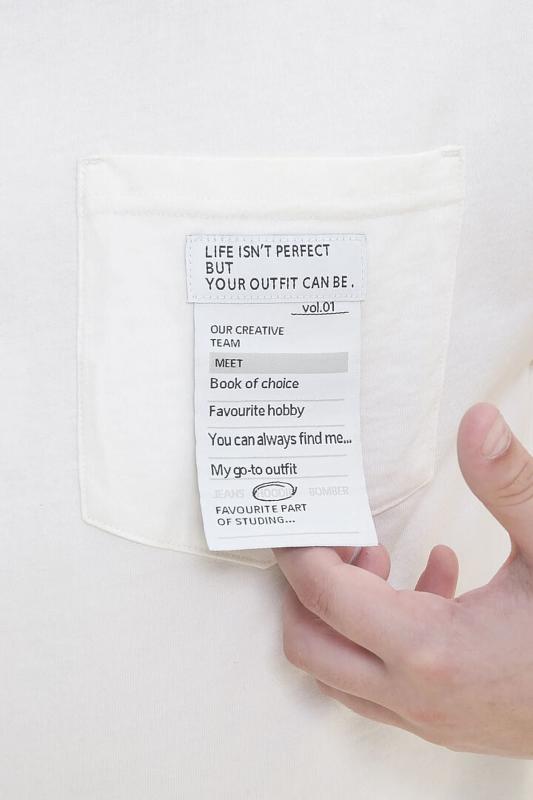 LIFE ISN'T PERFECT
BUT
YOUR OUTFIT CAN BE.
vol.01
OUR CREATIVE
TEAM
MEET
Book of choice
Favourite hobby
You can always find me...
My go-to outfit
JEANS HOODIE BOMBER
FAVOURITE PART
OF STUDING...